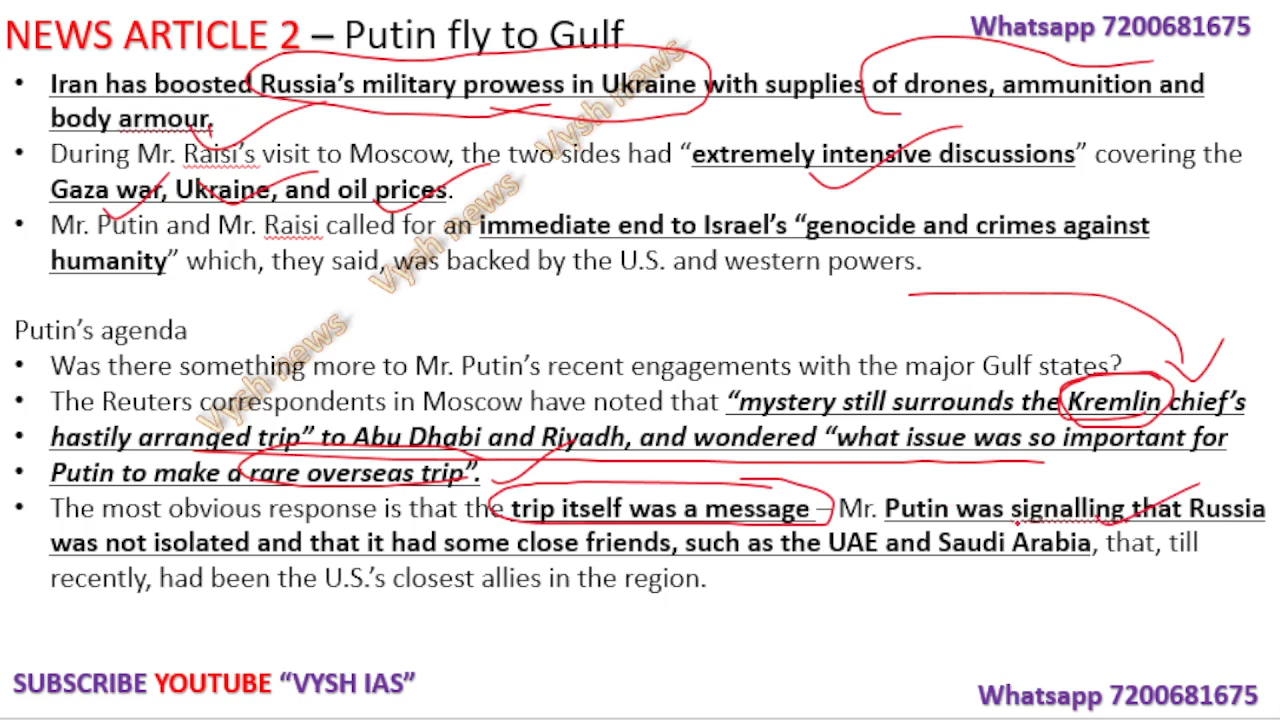 NEWS ARTICLE 2 – Putin fly to Gulf
Whatsapp 7200681675
• Iran has boosted Russia's military prowess in Ukraine with supplies of drones, ammunition and
body armour.
• During Mr. Raisi's visit to Moscow, the two sides had “extremely intensive discussions” covering the
Gaza war, Ukraine, and oil prices.
• Mr. Putin and Mr. Raisi called for an immediate end to Israel's “genocide and crimes against
humanity” which, they said, was backed by the U.S. and western powers.
Putin's agenda
• Was there something more to Mr. Putin's recent engagements with the major Gulf states?
• The Reuters correspondents in Moscow have noted that “mystery still surrounds the Kremlin chief's
• hastily arranged trip” to Abu Dhabi and Riyadh, and wondered “what issue was so important for
• Putin to make a rare overseas trip”.
• The most obvious response is that the trip itself was a message – Mr. Putin was signalling that Russia
was not isolated and that it had some close friends, such as the UAE and Saudi Arabia, that, till
recently, had been the U.S.'s closest allies in the region.
Vysh news
Vysh news
Vysh news
SUBSCRIBE YOUTUBE “VYSH IAS”
Whatsapp 7200681675